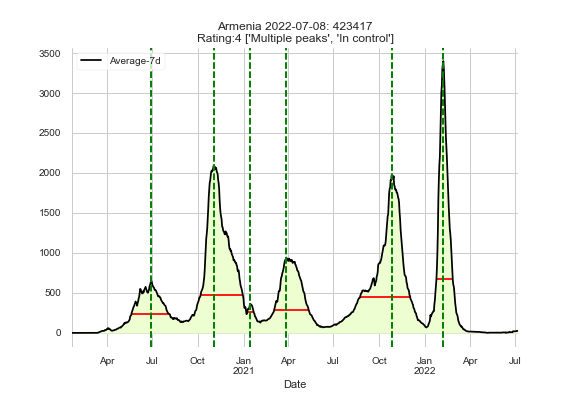 Armenia 2022-07-08: 423417
Rating:4 ['Multiple peaks', 'In control']
Average-7d
3500
3000
2500
2000
1500
1000
500
0
Apr Jul Oct Jan Apr Jul Oct Jan Apr Jul
2021 2022
Date